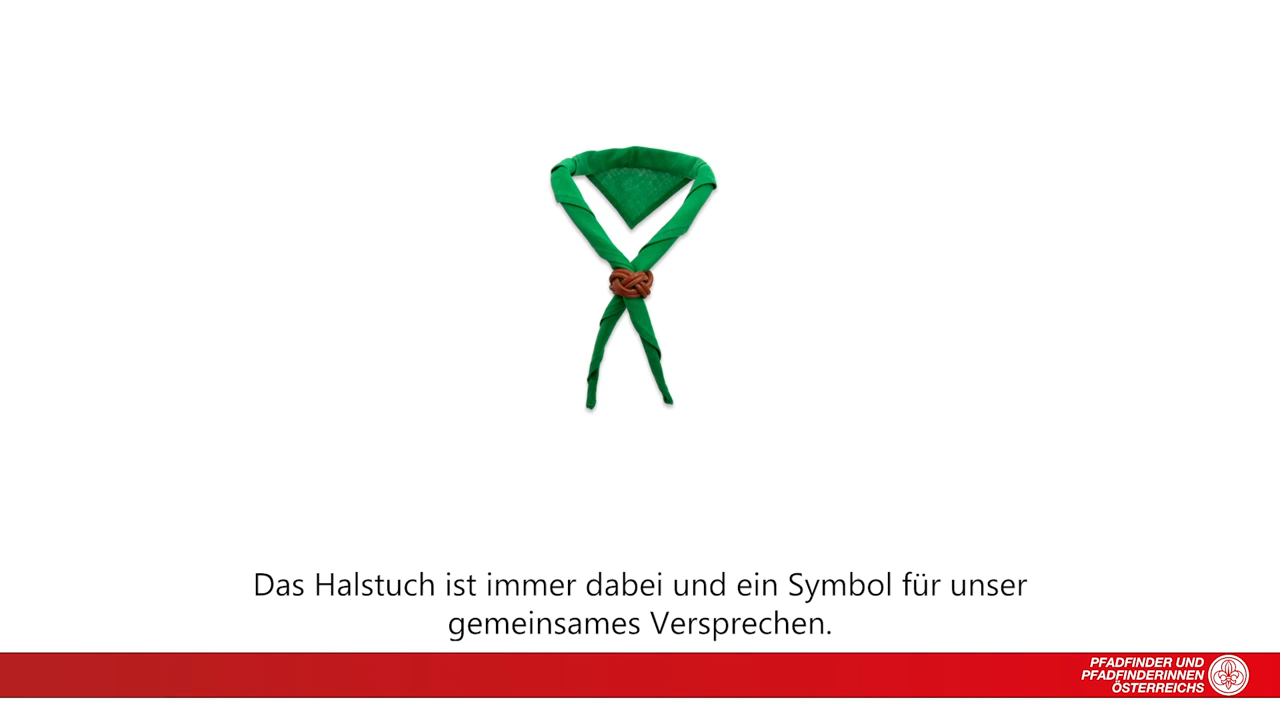 Das Halstuch ist immer dabei und ein Symbol für unser
gemeinsames Versprechen.
PFADFINDER UND
PFADFINDERINNEN
ÖSTERREICHS